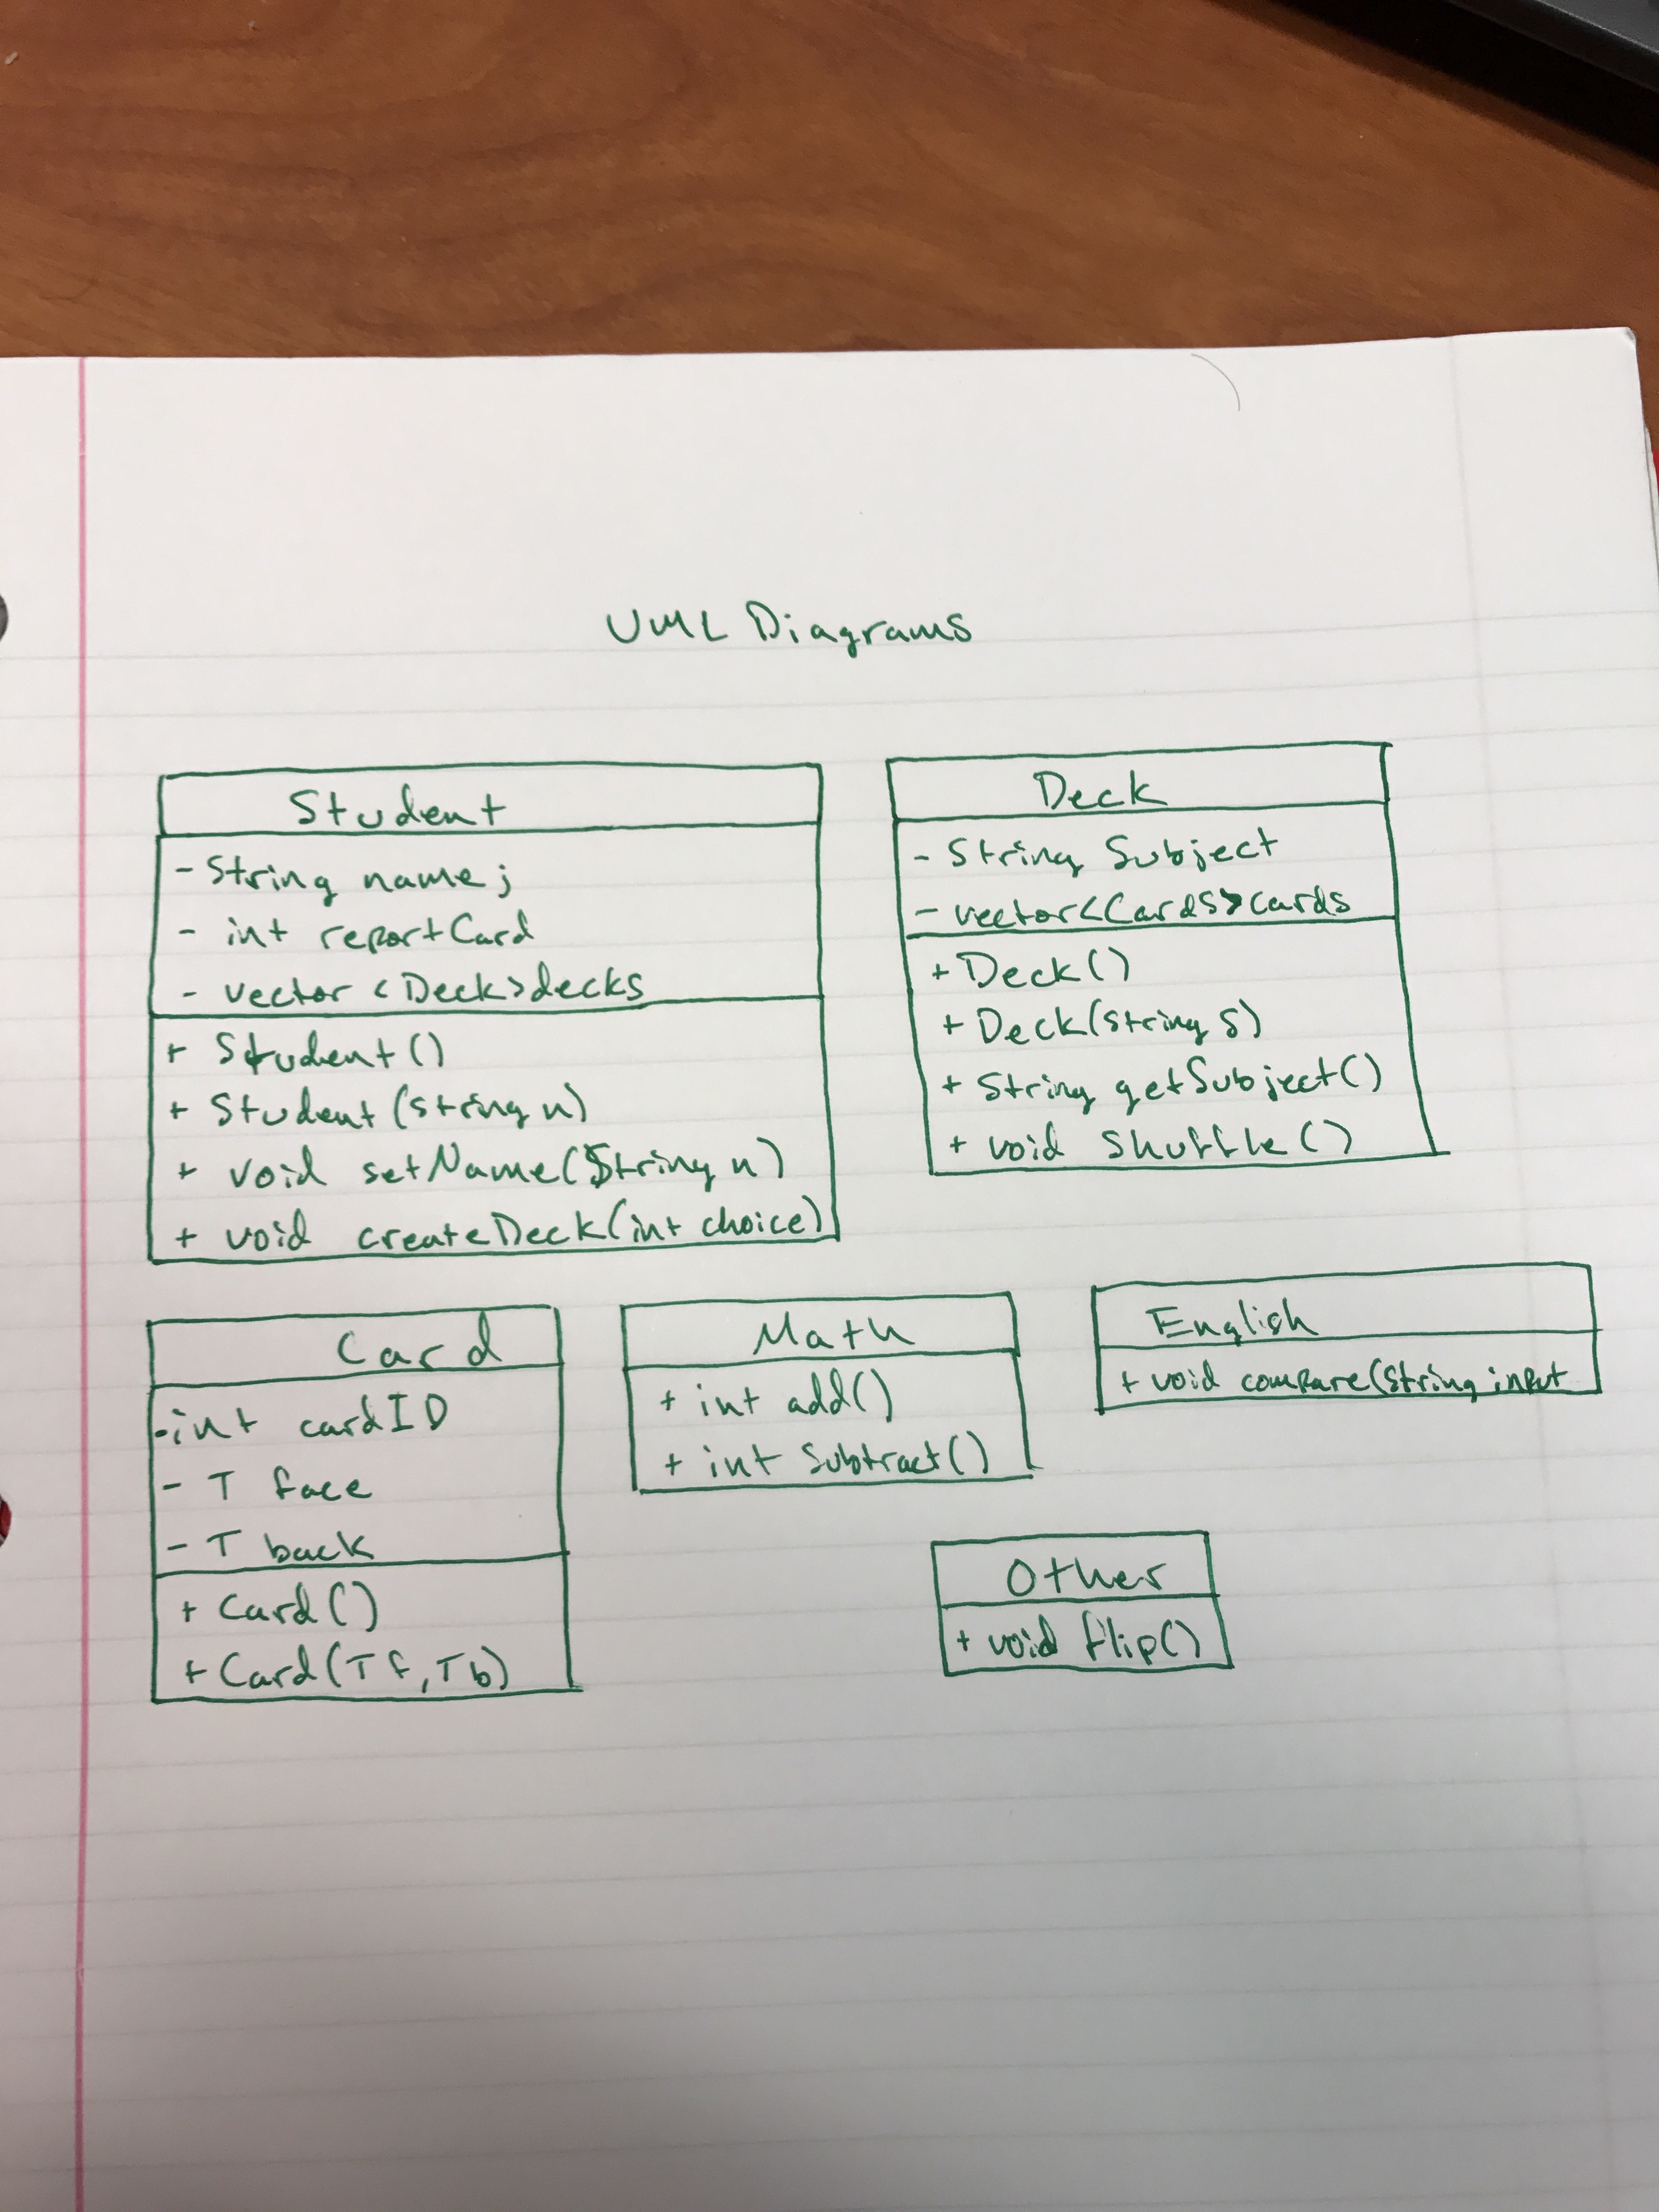 UML Diagrams
Student
- String name;
- int reportCard
- vector <Deck> decks
+ Student()
+ Student(string n)
+ void setName(String n)
+ void createDeck(int choice)
Deck
- String Subject
- vector<Cards> cards
+ Deck()
+ Deck(string s)
+ String getSubject()
+ void shuffle()
Card
- int cardID
- T face
- T back
+ Card()
+ Card(T f, T b)
Math
+ int add()
+ int subtract()
English
+ void compare(string input
Other
+ void flip()